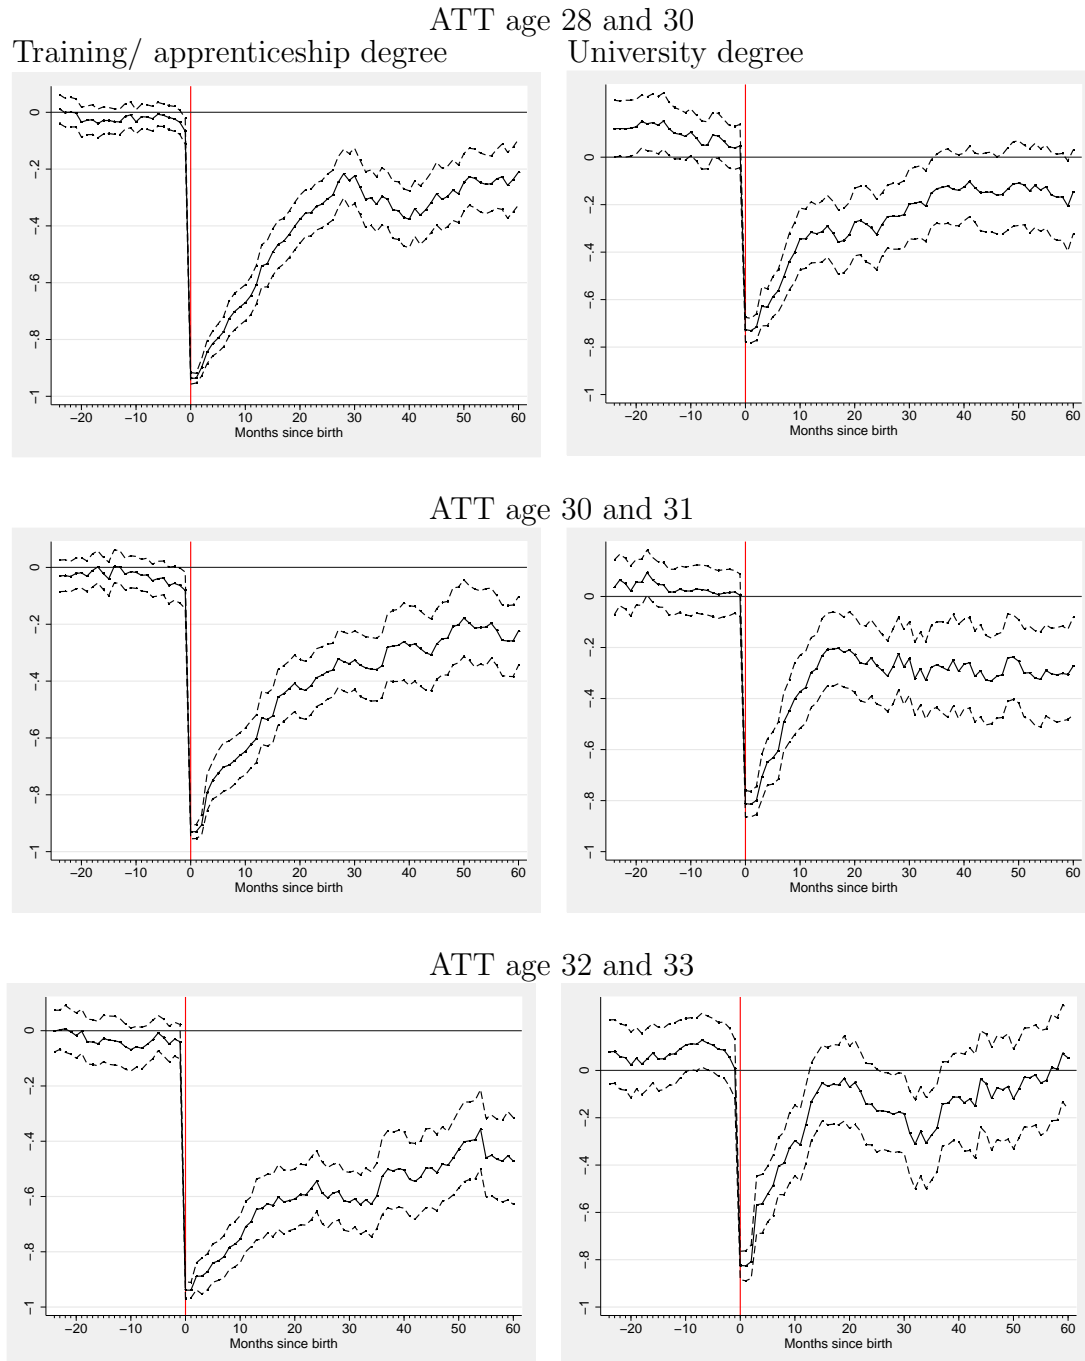 ATT age 28 and 30
Training/ apprenticeship degree
University degree
0
-.2
-.4
-.6
-.8
-1
-20 -10 0 10 20 30 40 50 60
Months since birth
0
-.2
-.4
-.6
-.8
-1
-20 -10 0 10 20 30 40 50 60
Months since birth
ATT age 30 and 31
0
-.2
-.4
-.6
-.8
-1
-20 -10 0 10 20 30 40 50 60
Months since birth
0
-.2
-.4
-.6
-.8
-1
-20 -10 0 10 20 30 40 50 60
Months since birth
ATT age 32 and 33
0
-.2
-.4
-.6
-.8
-1
-20 -10 0 10 20 30 40 50 60
Months since birth
0
-.2
-.4
-.6
-.8
-1
-20 -10 0 10 20 30 40 50 60
Months since birth